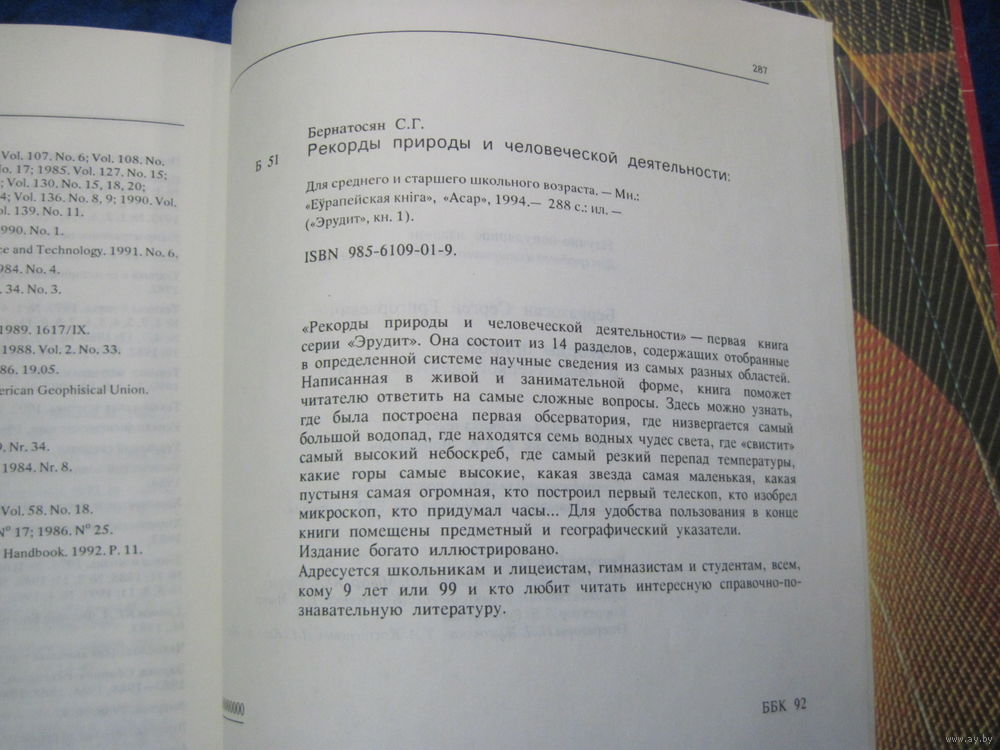 Vol. 107. No. 6; Vol. 108. No.
No. 17; 1985. Vol. 127. No. 15;
; Vol. 130. No. 15, 18, 20;
4; Vol. 136. No. 8, 9; 1990. Vol.
ol. 139. No. 11.
990. No. 1.
ce and Technology. 1991. No. 6.
984. No. 4.
. 34. No. 3.
1989. 1617/IX.
1988. Vol. 2. No. 33.
86. 19.05.
erican Geophisical Union.
9, Nr. 34.
1984. Nr. 8.
Vol. 58. No. 18.
Nº 17; 1986. Nº 25.
Handbook. 1992. P. 11.
287
Бернатосян С.Г.
Б 51
Рекорды природы и человеческой деятельности:
Для среднего и старшего школьного возраста. — Мн.:
«Еўрапейская кніга», «Асар», 1994.— 288 с.: ил. —
(«Эрудит», кн. 1).
ISBN 985-6109-01-9.
«Рекорды природы и человеческой деятельности» — первая книга
серии «Эрудит». Она состоит из 14 разделов, содержащих отобранные
в определенной системе научные сведения из самых разных областей.
Написанная в живой и занимательной форме, книга поможет
читателю ответить на самые сложные вопросы. Здесь можно узнать,
где была построена первая обсерватория, где низвергается самый
большой водопад, где находятся семь водных чудес света, где «свистит»
самый высокий небоскреб, где самый резкий перепад температуры,
какие горы самые высокие, какая звезда самая маленькая, какая
пустыня самая огромная, кто построил первый телескоп, кто изобрел
микроскоп, кто придумал часы... Для удобства пользования в конце
книги помещены предметный и географический указатели.
Издание богато иллюстрировано.
Адресуется школьникам и лицеистам, гимназистам и студентам, всем,
кому 9 лет или 99 и кто любит читать интересную справочно-по-
знавательную литературу.
ББК 92
www.ay.by